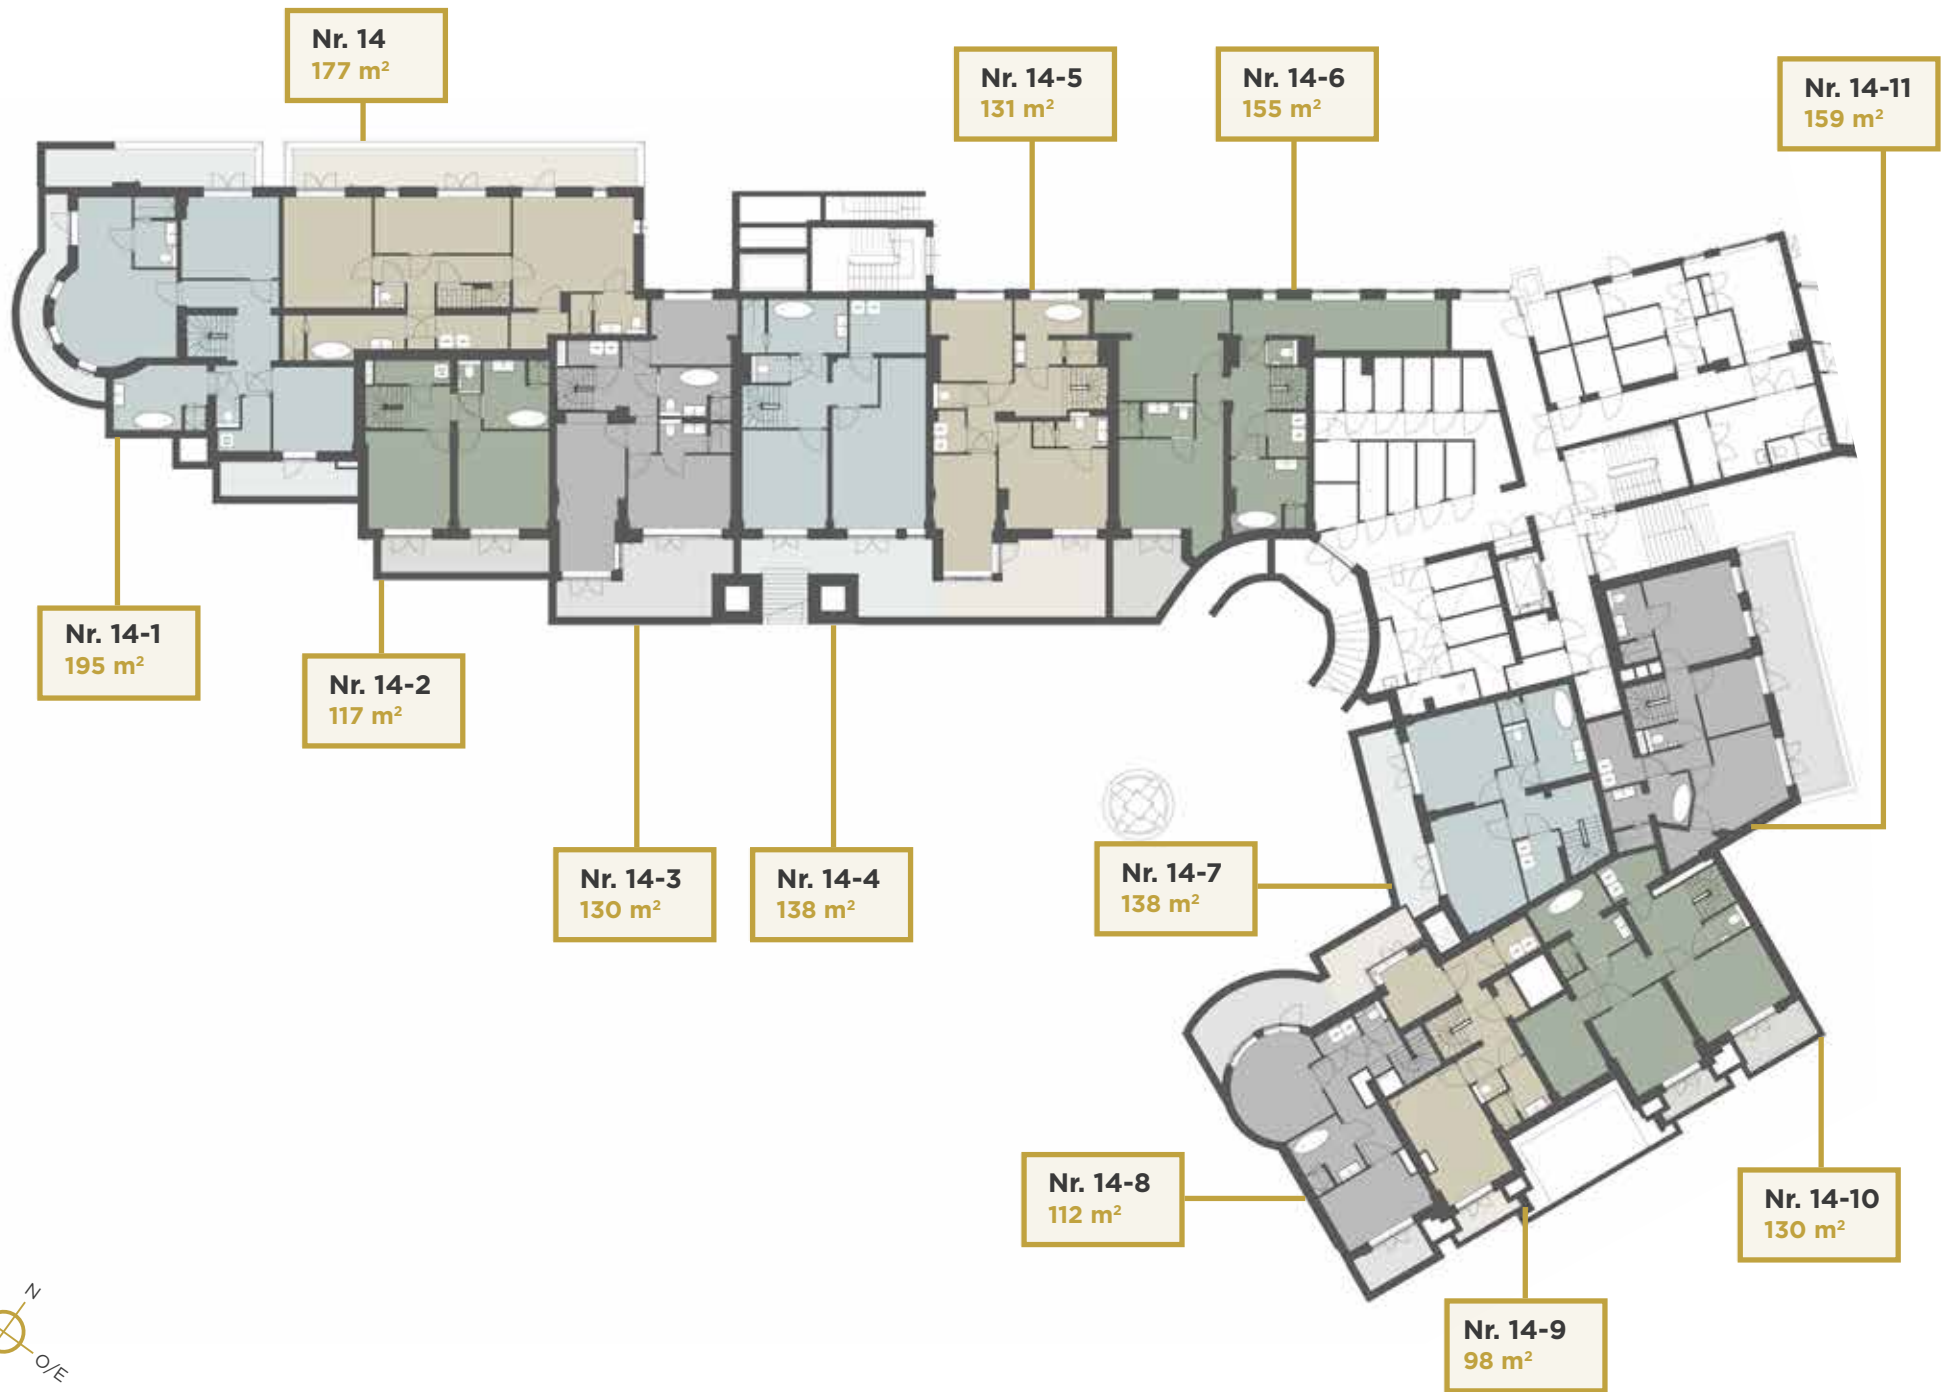 Nr. 14
177 m²
Nr. 14-5
131 m²
Nr. 14-6
155 m²
Nr. 14-11
159 m²
Nr. 14-1
195 m²
Nr. 14-2
117 m²
Nr. 14-3
130 m²
Nr. 14-4
138 m²
Nr. 14-7
138 m²
Nr. 14-8
112 m²
Nr. 14-10
130 m²
Nr. 14-9
98 m²
N
O/E